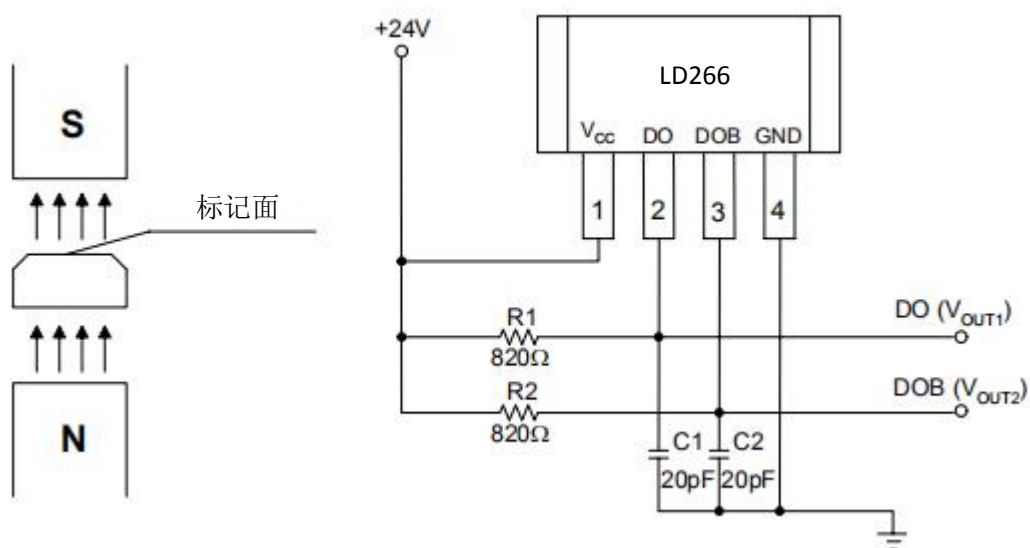 S
标记面
N
+24V
LD266
Vcc DO DOB GND
1 2 3 4
R1
820Ω
DO (VOUT1)
R2
820Ω
DOB (VOUT2)
C1 C2
20pF 20pF